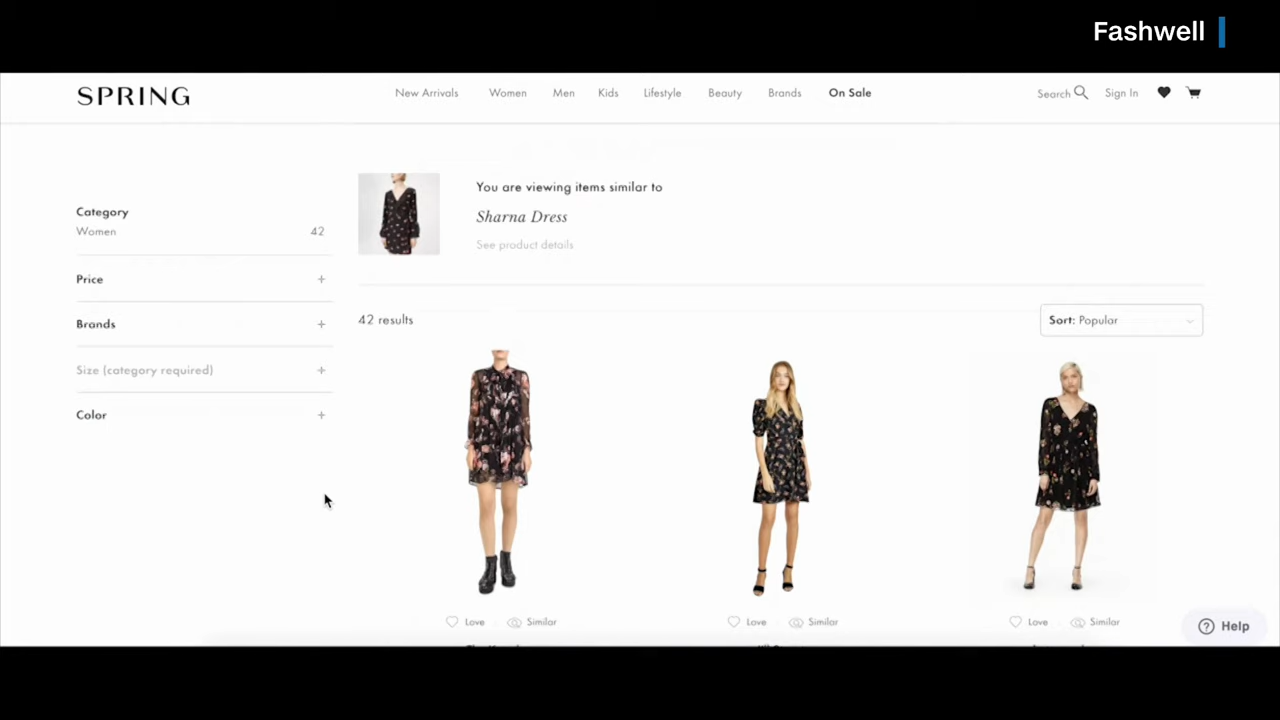 Fashwell
SPRING
New Arrivals Women Men Kids Lifestyle Beauty Brands On Sale
Search Sign In
You are viewing items similar to
Sharna Dress
See product details
Category
Women 42
Price +
Brands +
Size (category required) +
Color +
42 results
Sort: Popular
Love Similar
Love Similar
Love Similar
Help